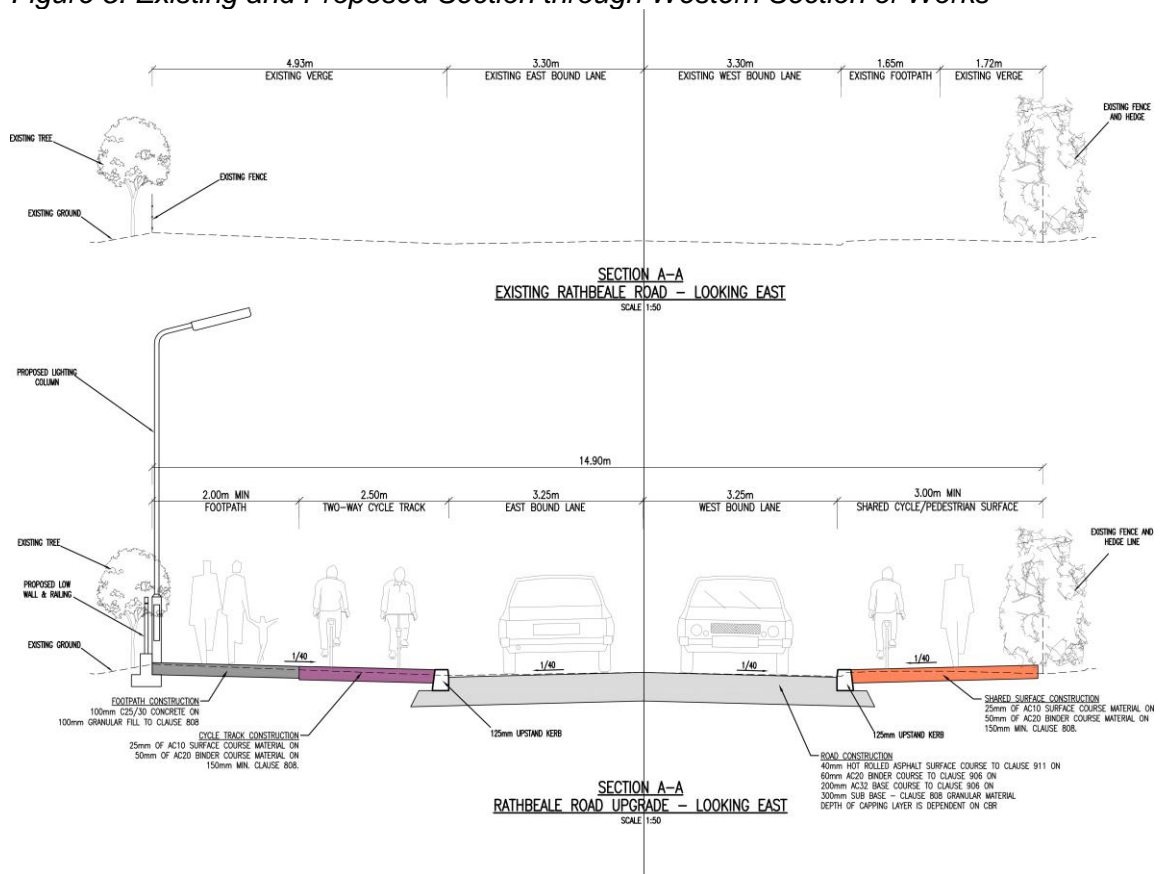 Figure 3: Existing and Proposed Section through Western Section of Works
4.93m
EXISTING VERGE
3.30m
EXISTING EAST BOUND LANE
3.30m
EXISTING WEST BOUND LANE
1.65m
EXISTING FOOTPATH
1.72m
EXISTING VERGE
EXISTING TREE
EXISTING FENCE
EXISTING GROUND
EXISTING FENCE
AND HEDGE
SECTION A-A
EXISTING RATHBEALE ROAD - LOOKING EAST
SCALE 1:50
PROPOSED LIGHTING
COLUMN
14.90m
2.00m MIN
FOOTPATH
2.50m
TWO-WAY CYCLE TRACK
3.25m
EAST BOUND LANE
3.25m
WEST BOUND LANE
3.00m MIN
SHARED CYCLE/PEDESTRIAN SURFACE
EXISTING TREE
PROPOSED LOW
WALL & RAILING
EXISTING GROUND
EXISTING FENCE AND
HEDGE LINE
1/40
1/40
1/40
1/40
FOOTPATH CONSTRUCTION
100mm C25/30 CONCRETE ON
100mm GRANULAR FILL TO CLAUSE 808
CYCLE TRACK CONSTRUCTION
25mm OF AC10 SURFACE COURSE MATERIAL ON
50mm OF AC20 BINDER COURSE MATERIAL ON
150mm MIN. CLAUSE 808.
125mm UPSTAND KERB
125mm UPSTAND KERB
SHARED SURFACE CONSTRUCTION
25mm OF AC10 SURFACE COURSE MATERIAL ON
50mm OF AC20 BINDER COURSE MATERIAL ON
150mm MIN. CLAUSE 808.
ROAD CONSTRUCTION
40mm HOT ROLLED ASPHALT SURFACE COURSE TO CLAUSE 911 ON
60mm AC20 BINDER COURSE TO CLAUSE 906 ON
200mm AC32 BASE COURSE TO CLAUSE 906 ON
300mm SUB BASE - CLAUSE 808 GRANULAR MATERIAL
DEPTH OF CAPPING LAYER IS DEPENDENT ON CBR
SECTION A-A
RATHBEALE ROAD UPGRADE - LOOKING EAST
SCALE 1:50